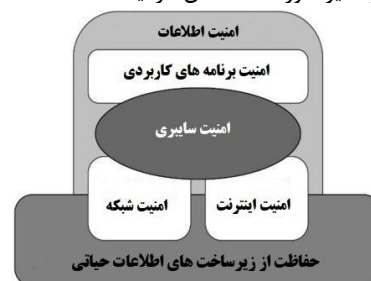 امنیت اطلاعات
امنیت برنامه های کاربردی
امنیت سایبری
امنیت شبکه
امنیت اینترنت
حفاظت از زیرساخت های اطلاعات حیاتی